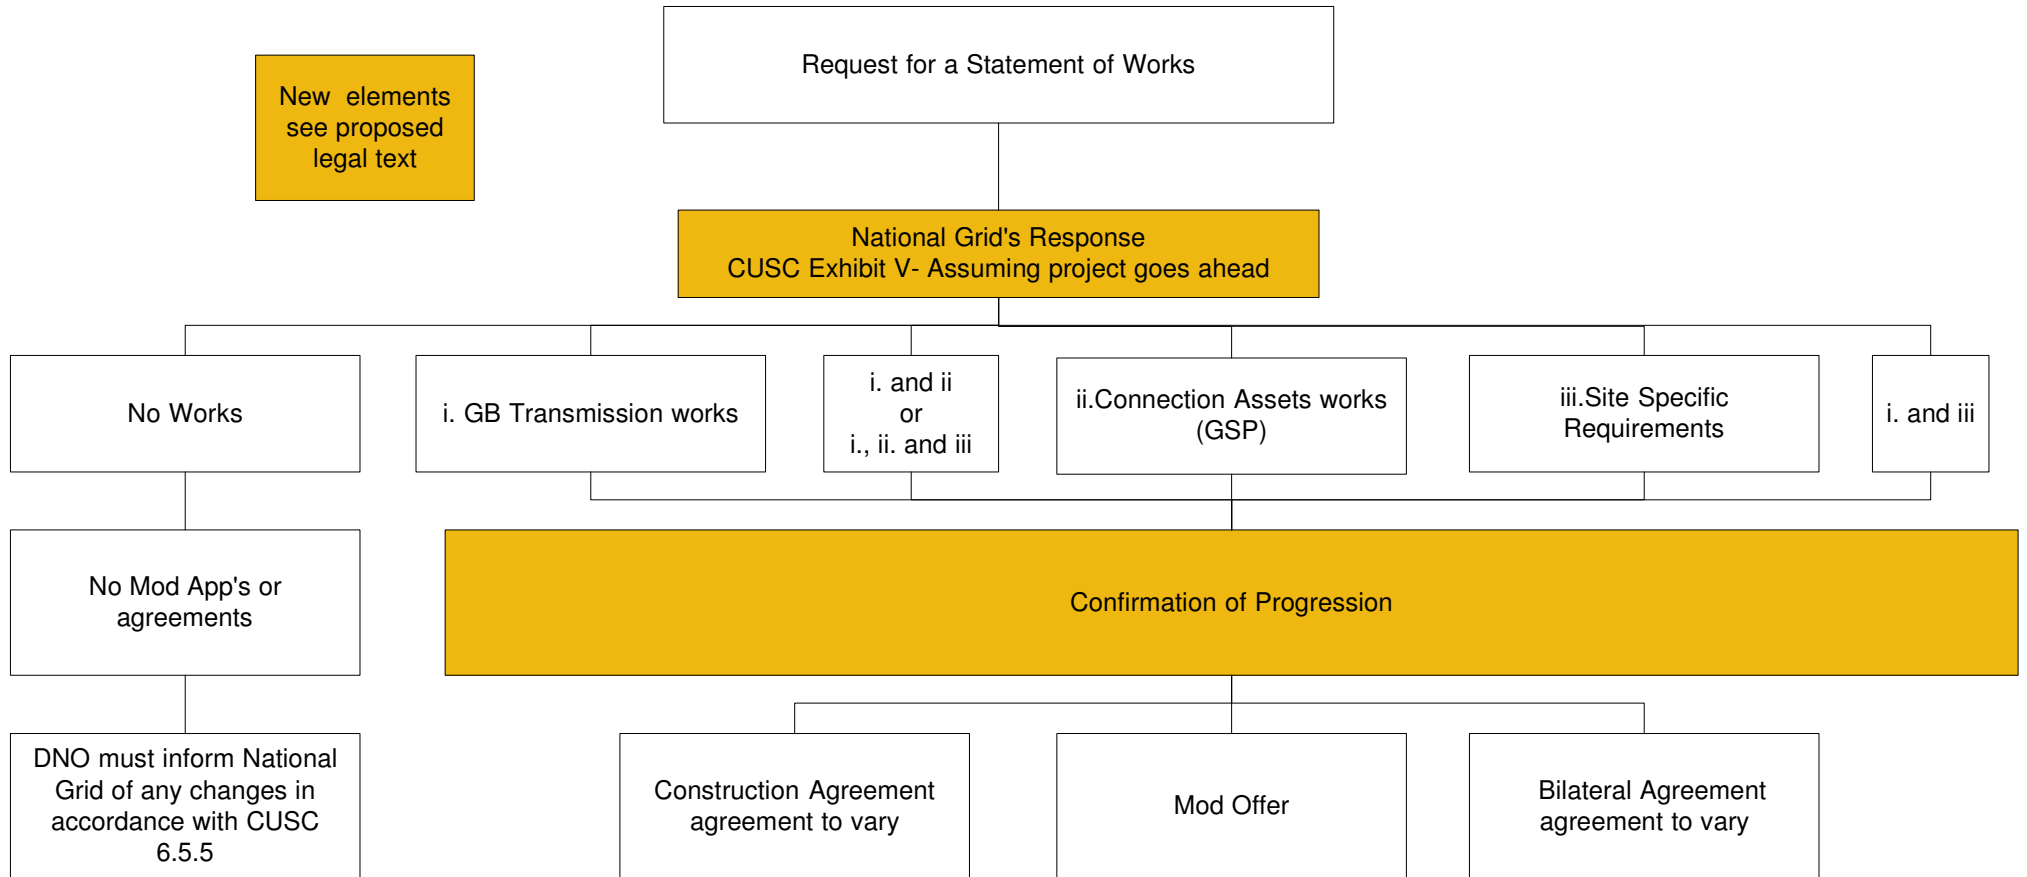 Request for a Statement of Works
New elements
see proposed
legal text
National Grid's Response
CUSC Exhibit V- Assuming project goes ahead
No Works
i. GB Transmission works
i. and ii
or
i., ii. and iii
ii.Connection Assets works
(GSP)
iii.Site Specific
Requirements
i. and iii
No Mod App's or
agreements
Confirmation of Progression
DNO must inform National
Grid of any changes in
accordance with CUSC
6.5.5
Construction Agreement
agreement to vary
Mod Offer
Bilateral Agreement
agreement to vary